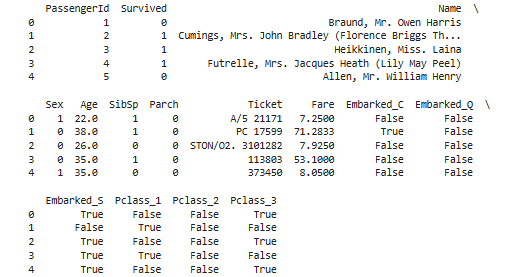 PassengerId Survived Name \
0 1 0 Braund, Mr. Owen Harris
1 2 1 Cumings, Mrs. John Bradley (Florence Briggs Th...
2 3 1 Heikkinen, Miss. Laina
3 4 1 Futrelle, Mrs. Jacques Heath (Lily May Peel)
4 5 0 Allen, Mr. William Henry
Sex Age SibSp Parch Ticket Fare Embarked_C Embarked_Q \
0 1 22.0 1 0 A/5 21171 7.2500 False False
1 0 38.0 1 0 PC 17599 71.2833 True False
2 0 26.0 0 0 STON/O2. 3101282 7.9250 False False
3 0 35.0 1 0 113803 53.1000 False False
4 1 35.0 0 0 373450 8.0500 False False
Embarked_S Pclass_1 Pclass_2 Pclass_3
0 True False False True
1 False True False False
2 True False False True
3 True True False False
4 True False False True